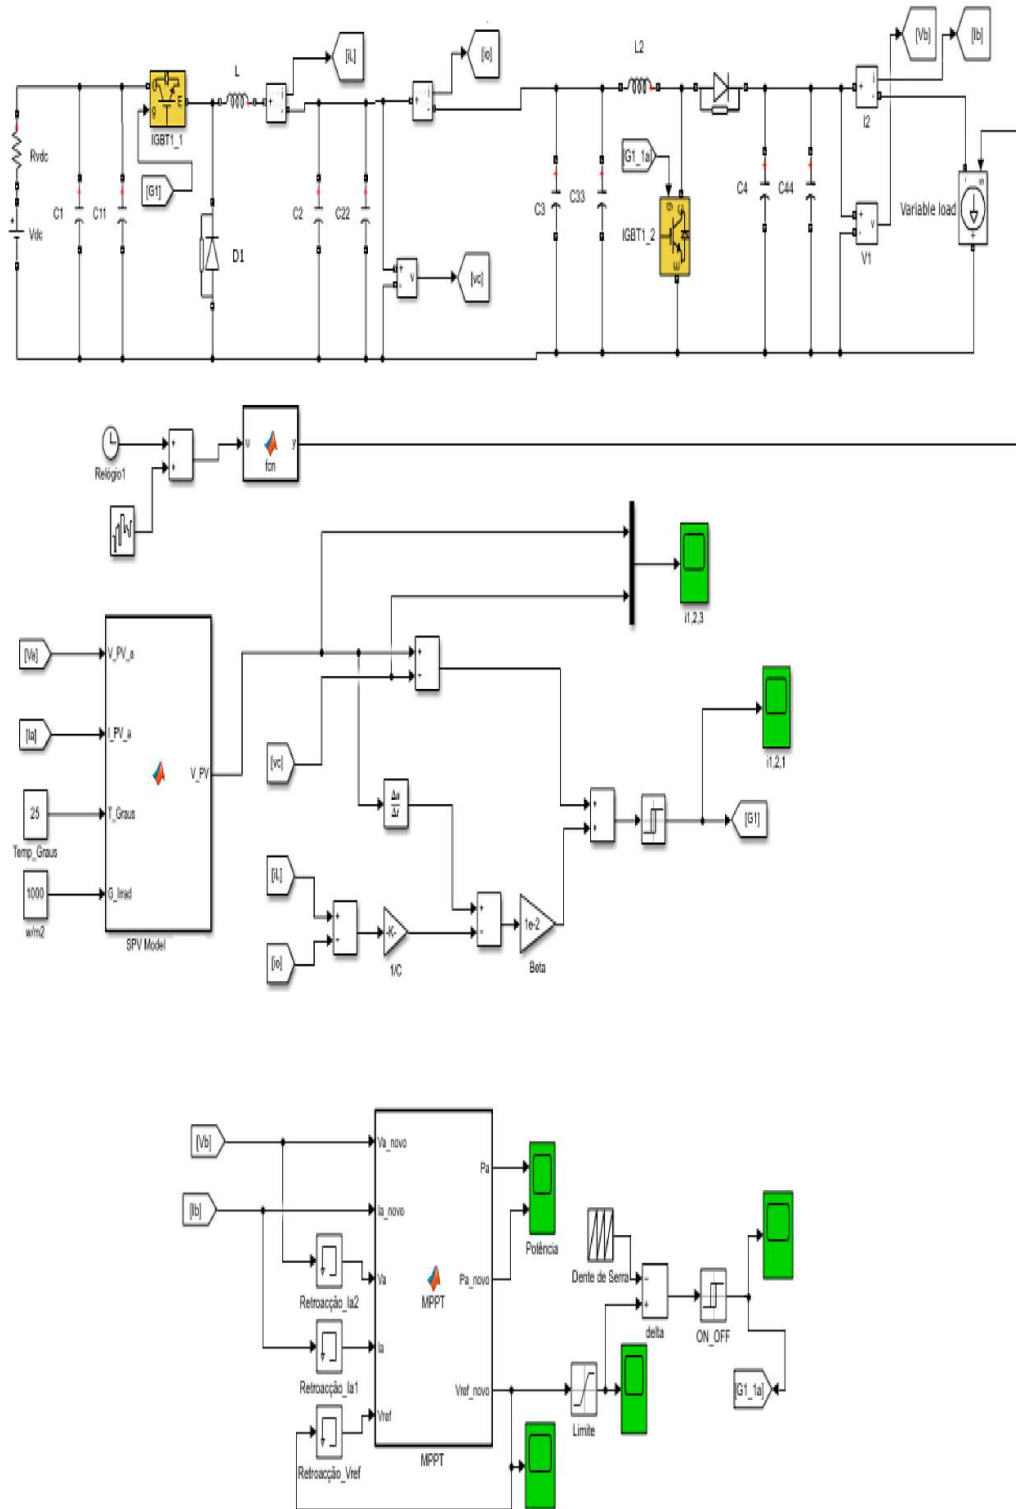 [Vb]
[Ib]
[iL]
[io]
L2
L
C
E
g
IGBT1_1
I2
Rvdc
[G1]
[G1_1a]
C1
C11
C2
C22
C3
C33
C4
C44
Variable load
Vdc
D1
IGBT1_2
V1
[vc]
Relógio1
u
fcn
y
i1,2,3
[Va]
V_PV_a
[Ia]
I_PV_a
V_PV
[vc]
i1,2,1
25
T_Graus
Temp_Graus
Δu
Δt
[G1]
1000
G_Irrad
w/m2
SPV Model
[iL]
[io]
-K-
1/C
1e-2
Beta
[Vb]
Va_novo
Pa
[Ib]
Ia_novo
Potência
Dente de Serra
Va
Pa_novo
MPPT
Retroacção_Ia2
delta
ON_OFF
Ia
Retroacção_Ia1
Vref_novo
[G1_1a]
Limite
Vref
Retroacção_Vref
MPPT